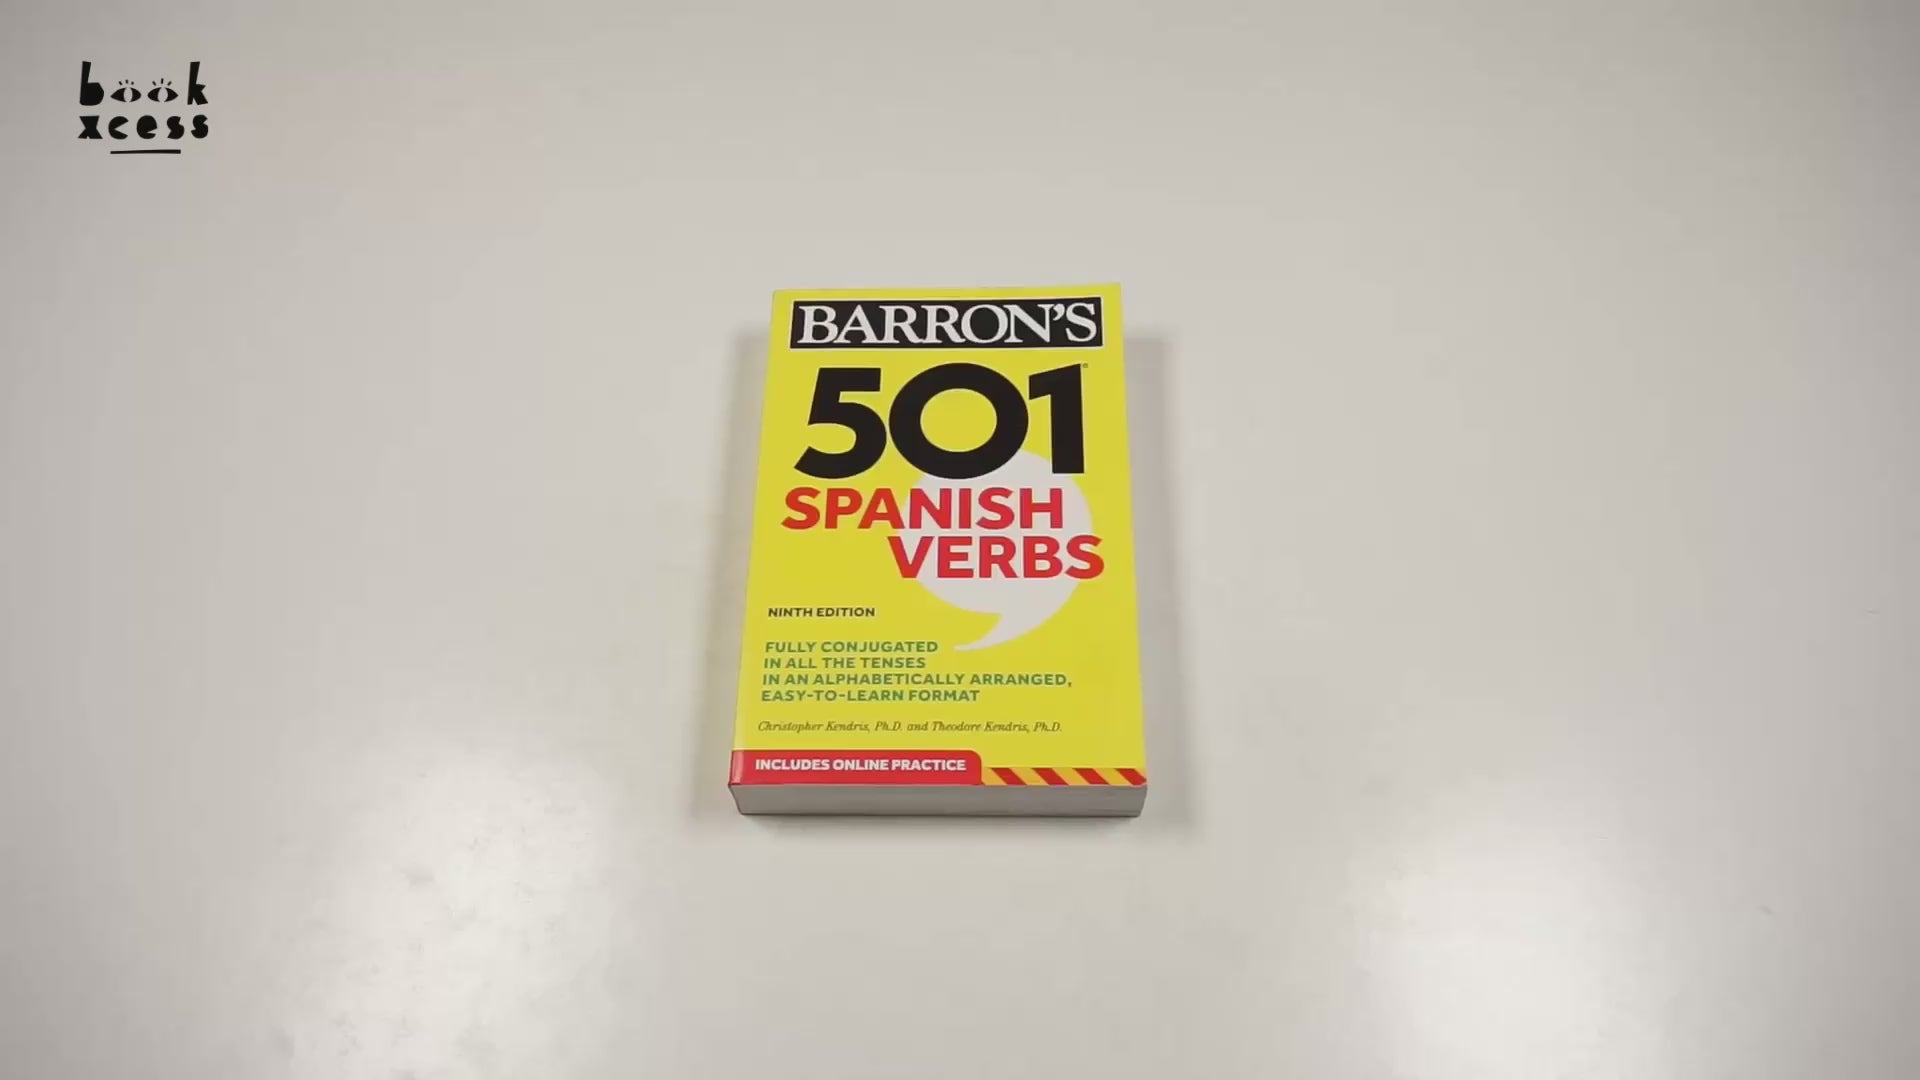 book
xcess
BARRON'S
501®
SPANISH
VERBS
NINTH EDITION
FULLY CONJUGATED
IN ALL THE TENSES
IN AN ALPHABETICALLY ARRANGED,
EASY-TO-LEARN FORMAT
Christopher Kendris, Ph.D. and Theodore Kendris, Ph.D.
INCLUDES ONLINE PRACTICE